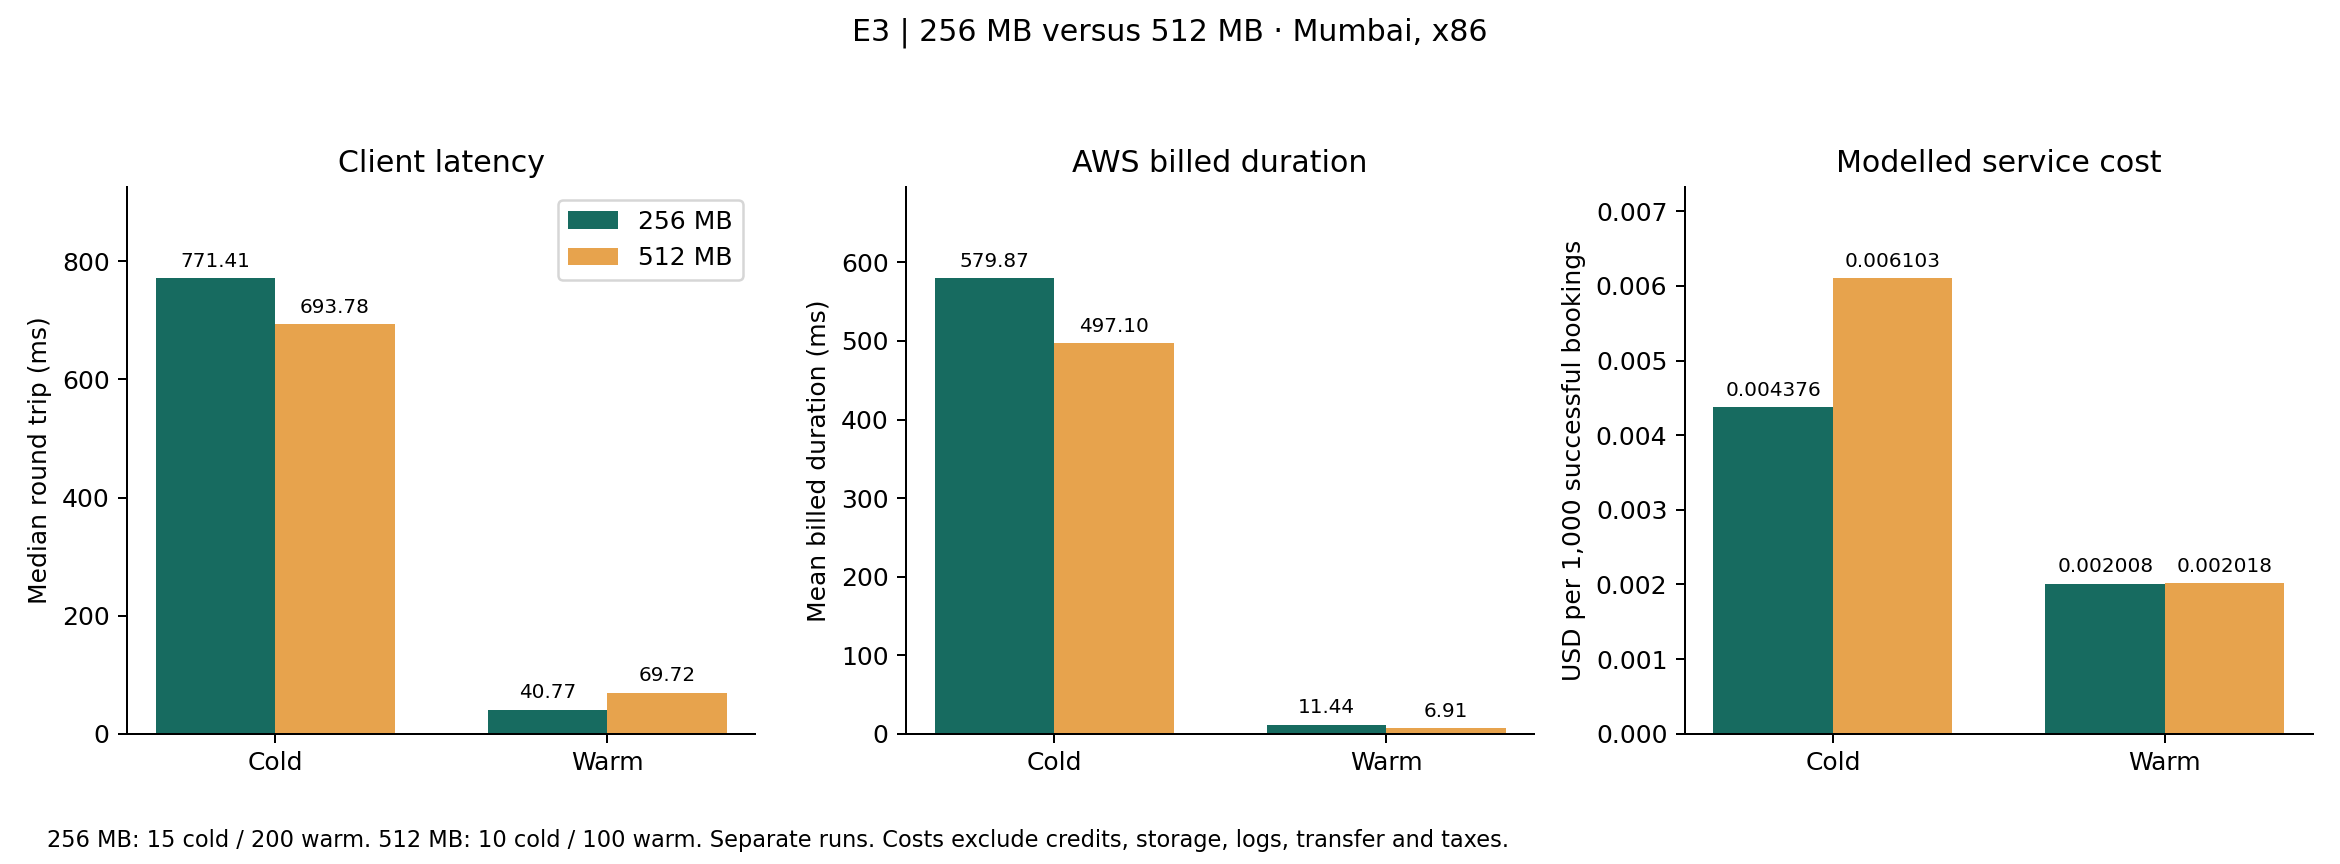 E3 | 256 MB versus 512 MB · Mumbai, x86
Client latency
Median round trip (ms)
800
600
400
200
0
256 MB
512 MB
771.41
693.78
40.77
69.72
Cold
Warm
AWS billed duration
Mean billed duration (ms)
600
500
400
300
200
100
0
579.87
497.10
11.44
6.91
Cold
Warm
Modelled service cost
USD per 1,000 successful bookings
0.007
0.006
0.005
0.004
0.003
0.002
0.001
0.000
0.004376
0.006103
0.002008
0.002018
Cold
Warm
256 MB: 15 cold / 200 warm. 512 MB: 10 cold / 100 warm. Separate runs. Costs exclude credits, storage, logs, transfer and taxes.